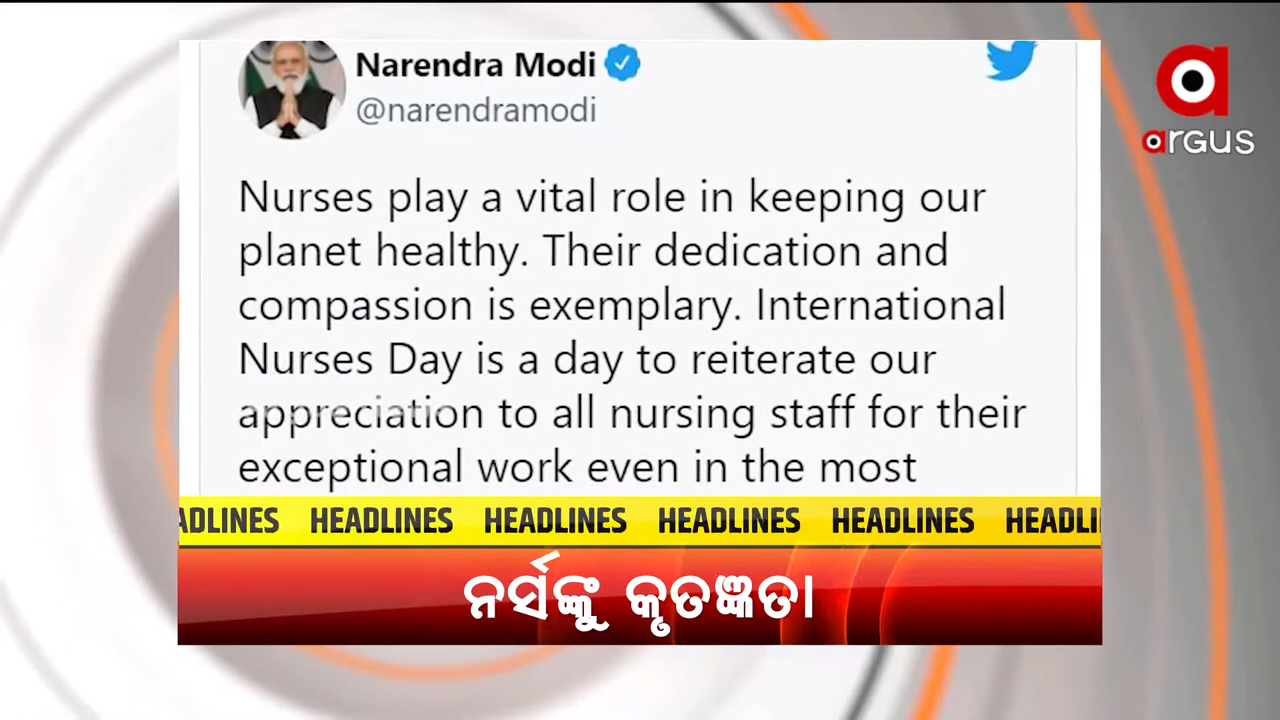 Narendra Modi
@narendramodi
argus
Nurses play a vital role in keeping our
planet healthy. Their dedication and
compassion is exemplary. International
Nurses Day is a day to reiterate our
appreciation to all nursing staff for their
exceptional work even in the most
ADLINES HEADLINES HEADLINES HEADLINES HEADLINES HEADLI
ନର୍ସଙ୍କୁ କୃତଜ୍ଞତା